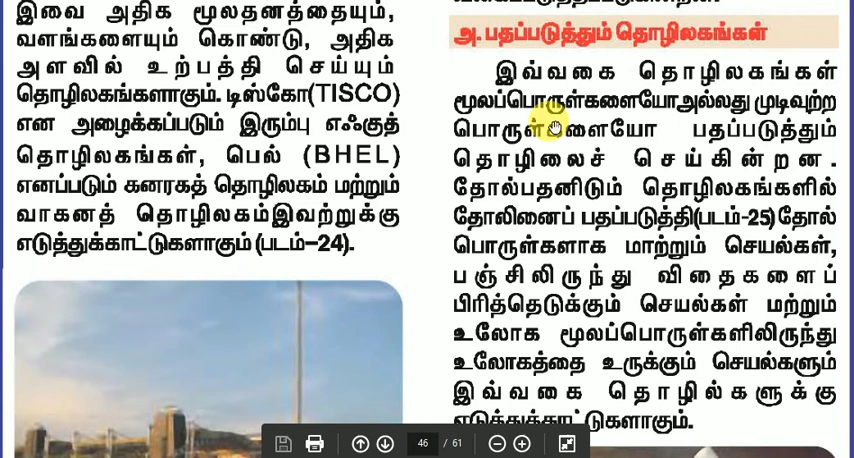 இவை அதிக மூலதனத்தையும்,
வளங்களையும் கொண்டு, அதிக
அளவில் உற்பத்தி செய்யும்
தொழிலகங்களாகும். டிஸ்கோ(TISCO)
என அழைக்கப்படும் இரும்பு எஃகுத்
தொழிலகங்கள், பெல் (BHEL)
எனப்படும் கனரகத் தொழிலகம் மற்றும்
வாகனத் தொழிலகம்இவற்றுக்கு
எடுத்துக்காட்டுகளாகும் (படம்–24).
அ. பதப்படுத்தும் தொழிலகங்கள்
இவ்வகை தொழிலகங்கள்
மூலப்பொருள்களையோஅல்லது முடிவுற்ற
பொருள்களையோ பதப்படுத்தும்
தொழிலைச் செய்கின்றன.
தோல்பதனிடும் தொழிலகங்களில்
தோலினைப் பதப்படுத்தி(படம்-25) தோல்
பொருள்களாக மாற்றும் செயல்கள்,
பஞ்சிலிருந்து விதைகளைப்
பிரித்தெடுக்கும் செயல்கள் மற்றும்
உலோக மூலப்பொருள்களிலிருந்து
உலோகத்தை உருக்கும் செயல்களும்
இவ்வகை தொழில்களுக்கு
எடுத்துக்காட்டுகளாகும்.
46 / 61